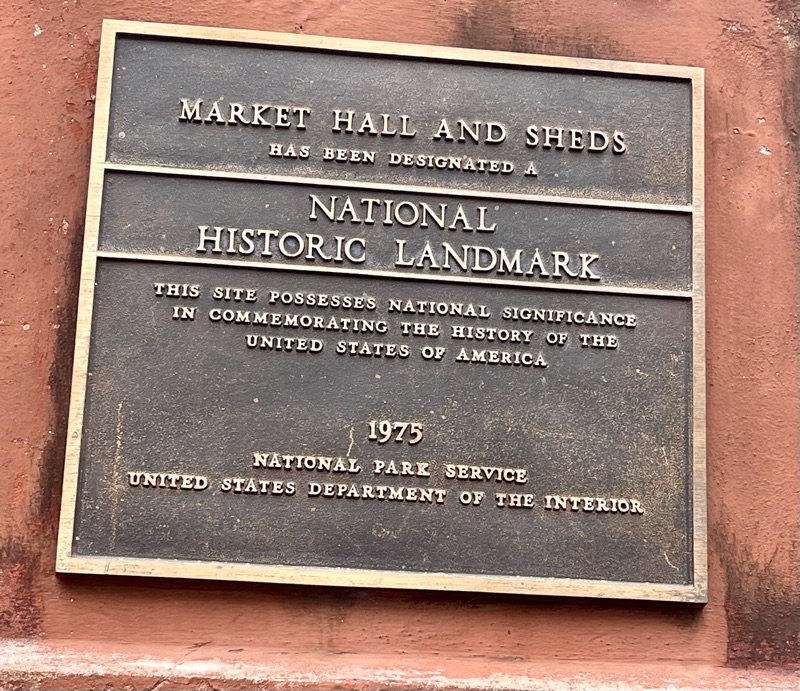 MARKET HALL AND SHEDS
HAS BEEN DESIGNATED A
NATIONAL
HISTORIC LANDMARK
THIS SITE POSSESSES NATIONAL SIGNIFICANCE
IN COMMEMORATING THE HISTORY OF THE
UNITED STATES OF AMERICA
1975
NATIONAL PARK SERVICE
UNITED STATES DEPARTMENT OF THE INTERIOR